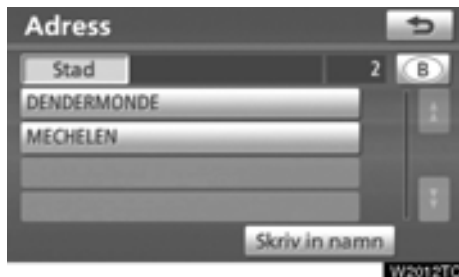 Adress
Stad 2 B
DENDERMONDE
MECHELEN
Skriv in namn
W2012TC